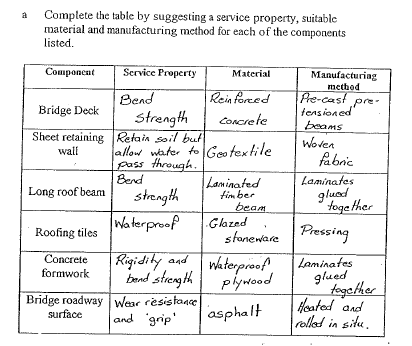 a Complete the table by suggesting a service property, suitable
material and manufacturing method for each of the components
listed.
Component Service Property Material Manufacturing method
Bridge Deck Bend strength Reinforced concrete Pre-cast pre-tensioned beams
Sheet retaining wall Retain soil but allow water to pass through. Geotextile Woven fabric
Long roof beam Bend strength Laminated timber beam Laminates glued together
Roofing tiles Waterproof Glazed stoneware Pressing
Concrete formwork Rigidity and bend strength Waterproof plywood Laminates glued together
Bridge roadway surface Wear resistance and 'grip' asphalt Heated and rolled in situ.